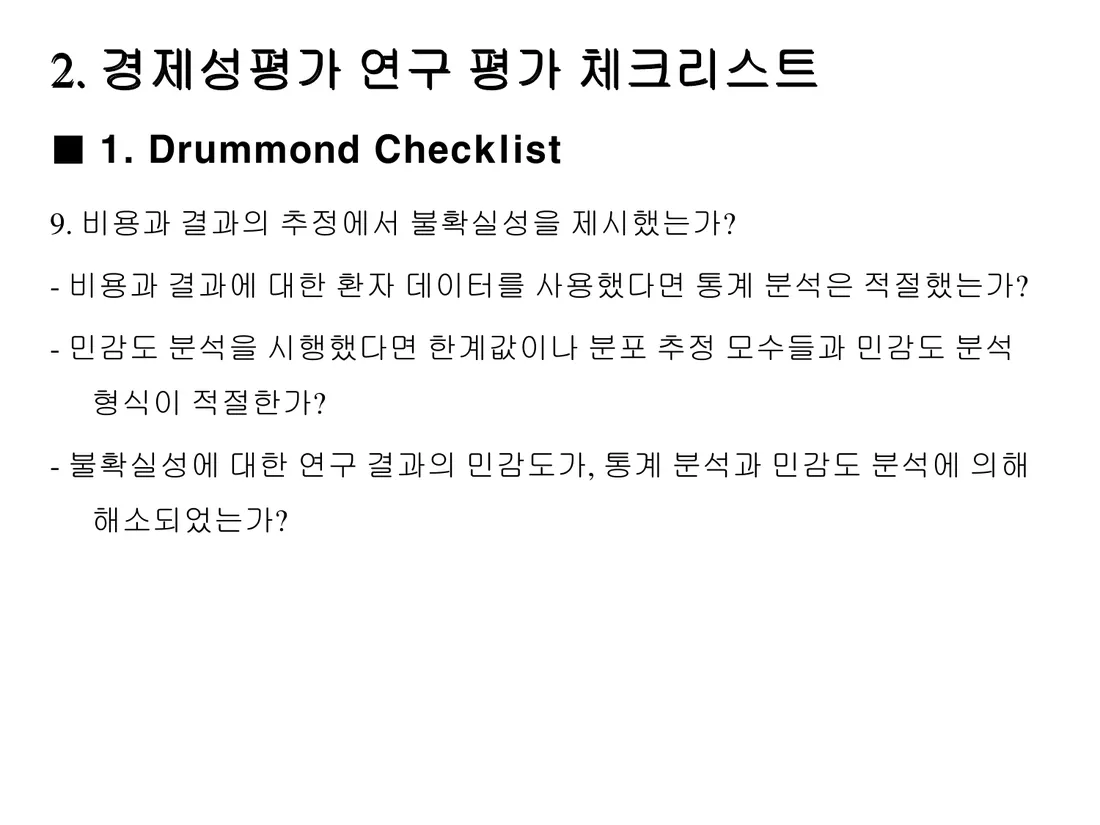 2. 경제성평가 연구 평가 체크리스트
■ 1. Drummond Checklist
9. 비용과 결과의 추정에서 불확실성을 제시했는가?
- 비용과 결과에 대한 환자 데이터를 사용했다면 통계 분석은 적절했는가?
- 민감도 분석을 시행했다면 한계값이나 분포 추정 모수들과 민감도 분석
형식이 적절한가?
- 불확실성에 대한 연구 결과의 민감도가, 통계 분석과 민감도 분석에 의해
해소되었는가?